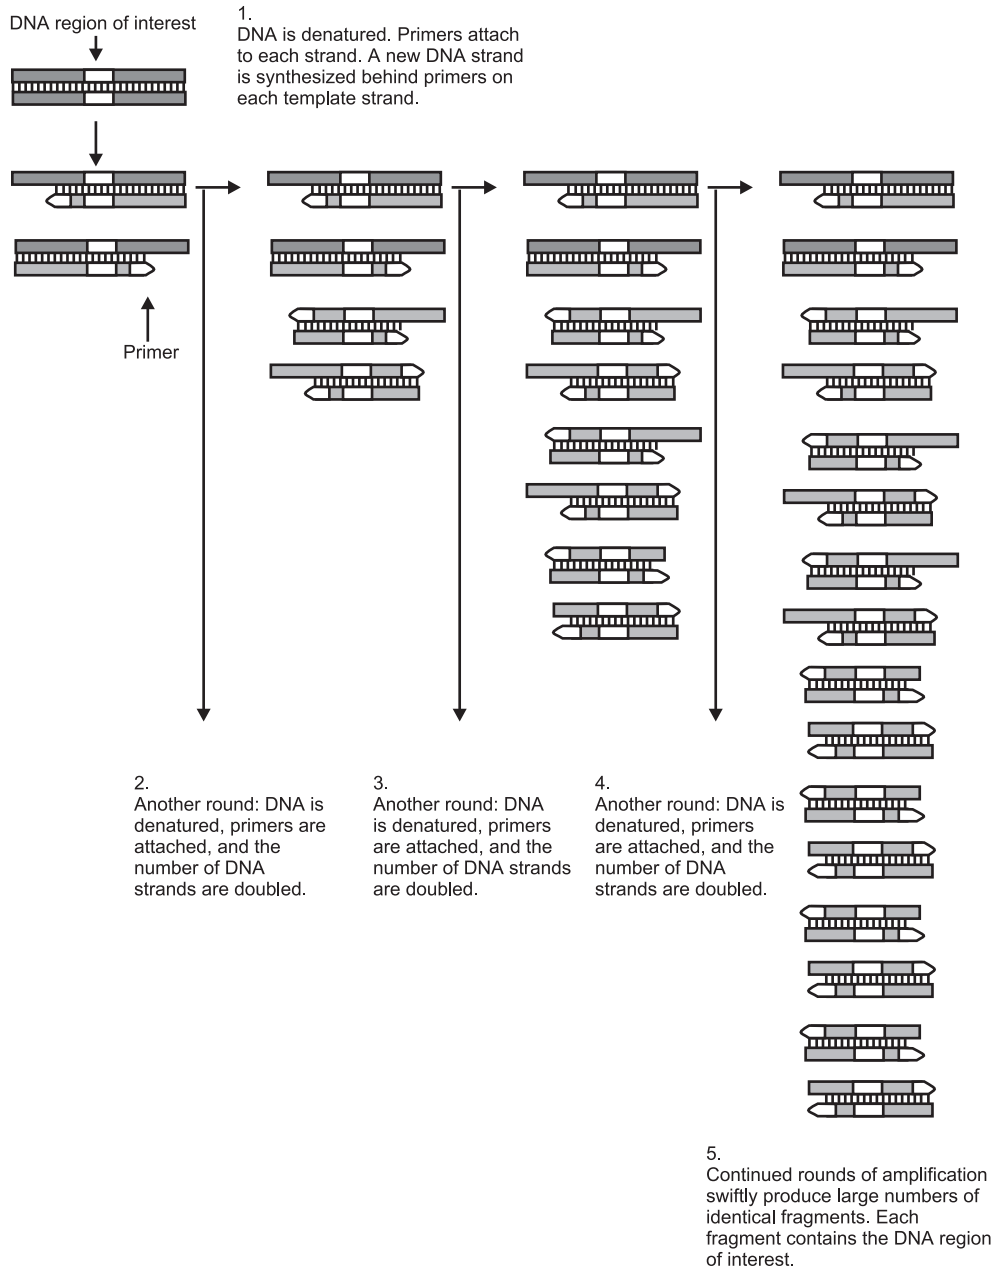 DNA region of interest
1.
DNA is denatured. Primers attach
to each strand. A new DNA strand
is synthesized behind primers on
each template strand.
Primer
2.
Another round: DNA is
denatured, primers are
attached, and the
number of DNA
strands are doubled.
3.
Another round: DNA
is denatured, primers
are attached, and the
number of DNA strands
are doubled.
4.
Another round: DNA is
denatured, primers
are attached, and the
number of DNA
strands are doubled.
5.
Continued rounds of amplification
swiftly produce large numbers of
identical fragments. Each
fragment contains the DNA region
of interest.